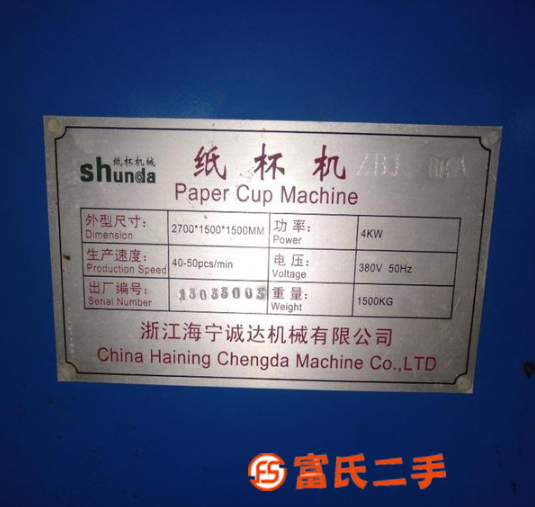 纸杯机械
shunda
纸杯机
Paper Cup Machine
外型尺寸: 2700*1500*1500MM 功率: 4KW
Dimension Power
生产速度: 40-50pcs/min 电压: 380V 50Hz
Production Speed Voltage
出厂编号: 重量: 1500KG
Serial Number Weight
浙江海宁诚达机械有限公司
China Haining Chengda Machine Co.,LTD
富氏二手